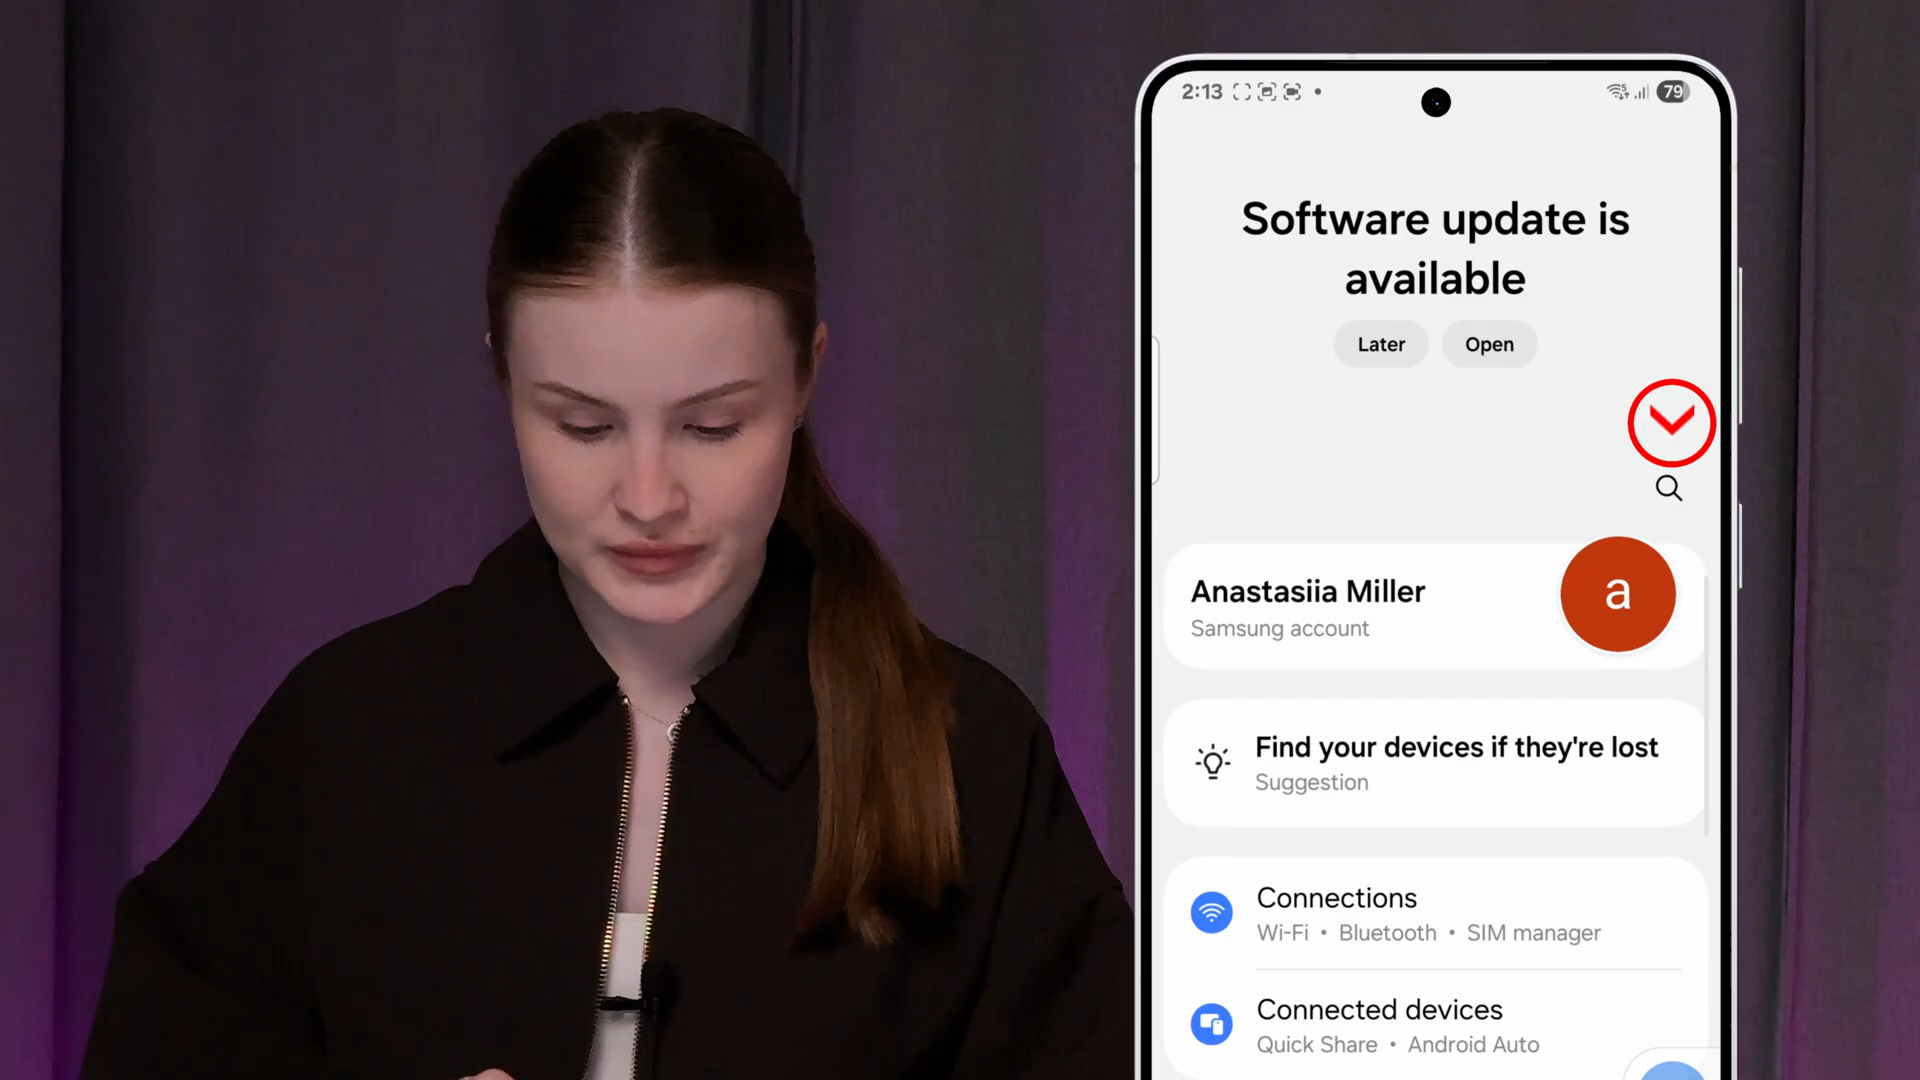 2:13
79
Software update is
available
Later
Open
Anastasiia Miller
a
Samsung account
Find your devices if they're lost
Suggestion
Connections
Wi-Fi • Bluetooth • SIM manager
Connected devices
Quick Share • Android Auto